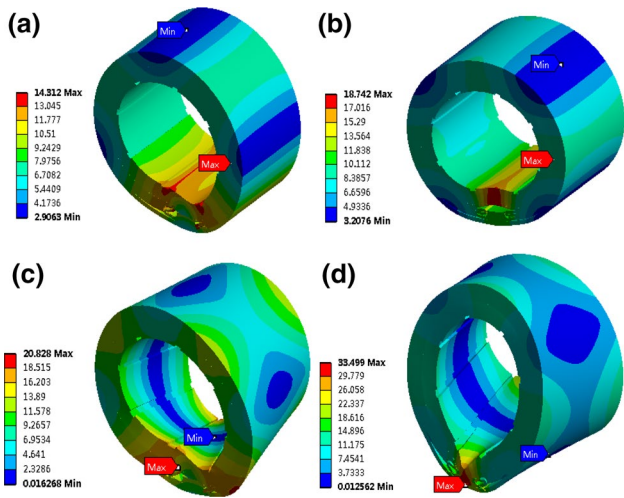 (a)
Min
14.312 Max
13.045
11.777
10.51
9.2429
7.9756
6.7082
5.4409
4.1736
2.9063 Min
Max
(b)
Min
18.742 Max
17.016
15.29
13.564
11.838
10.112
8.3857
6.6596
4.9336
3.2076 Min
Max
(c)
20.828 Max
18.515
16.203
13.89
11.578
9.2657
6.9534
4.641
2.3286
0.016268 Min
Min
Max
(d)
33.499 Max
29.779
26.058
22.337
18.616
14.896
11.175
7.4541
3.7333
0.012562 Min
Min
Max